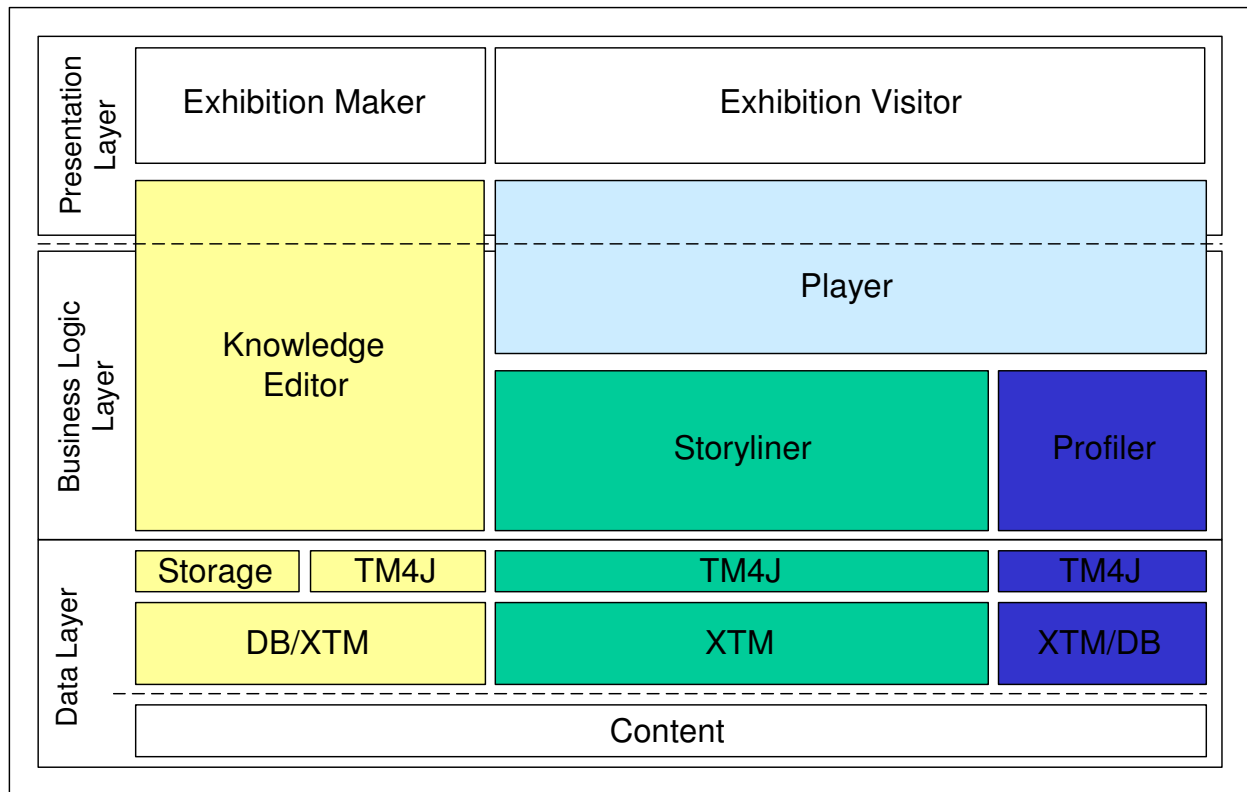 Presentation
Layer
Exhibition Maker
Exhibition Visitor
Business Logic
Layer
Knowledge
Editor
Player
Storyliner
Profiler
Data Layer
Storage
TM4J
TM4J
TM4J
DB/XTM
XTM
XTM/DB
Content